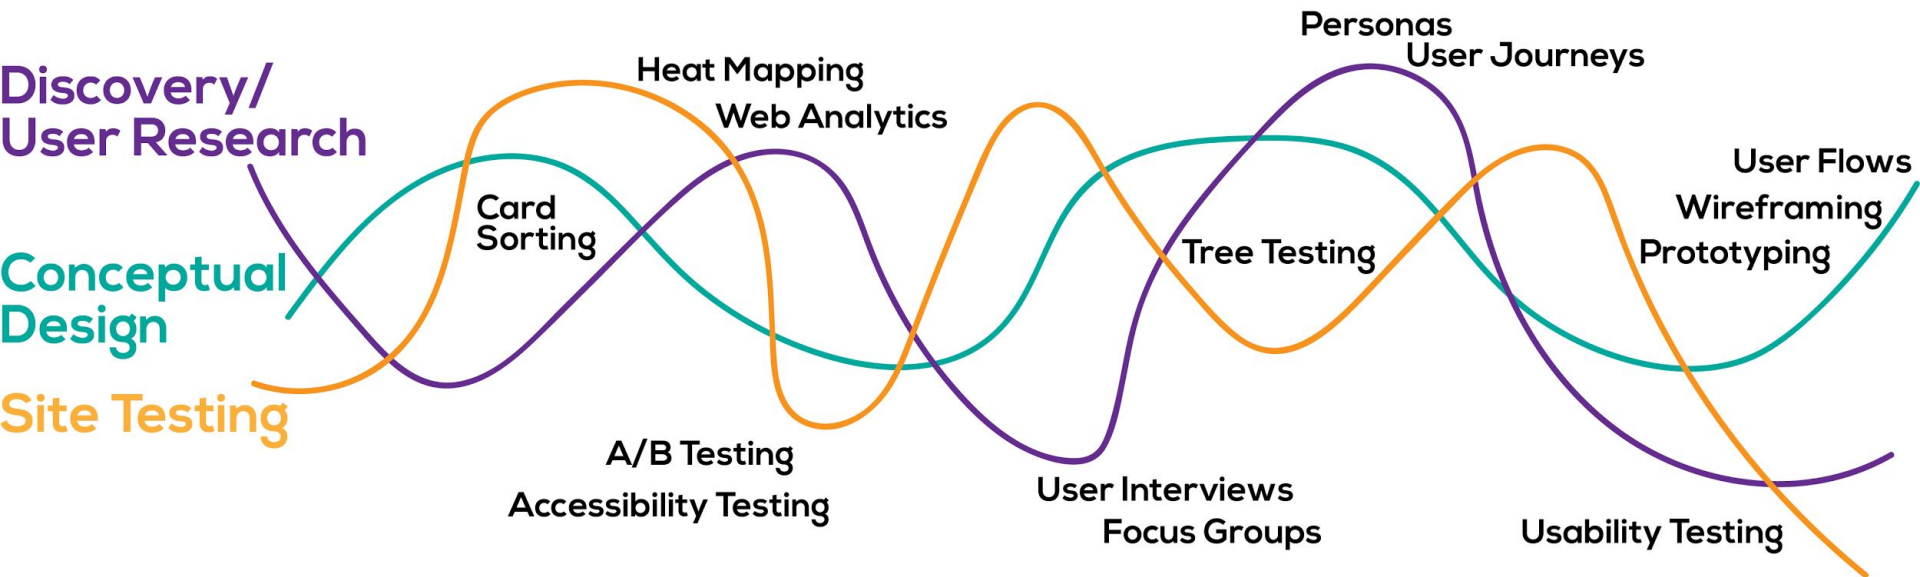 Discovery/
User Research
Conceptual
Design
Site Testing
Card
Sorting
Heat Mapping
Web Analytics
A/B Testing
Accessibility Testing
User Interviews
Focus Groups
Tree Testing
Personas
User Journeys
User Flows
Wireframing
Prototyping
Usability Testing